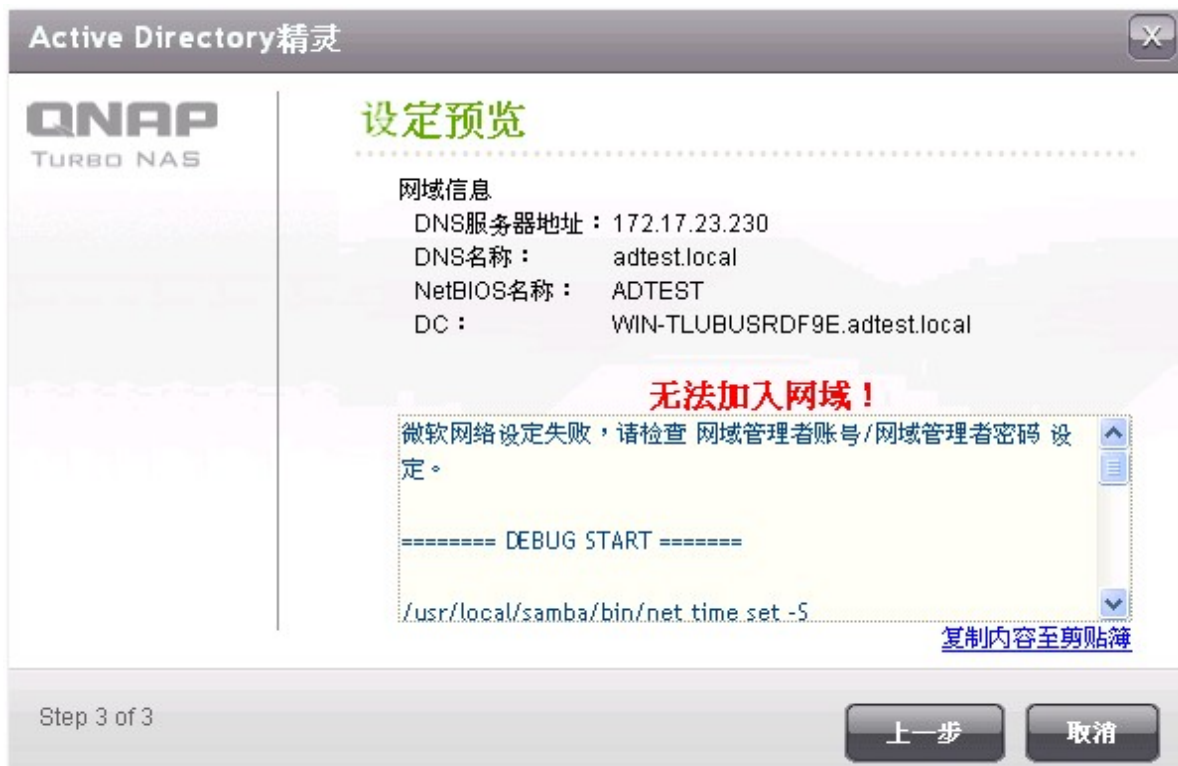 Active Directory精灵
X
QNAP
TURBO NAS
设定预览
网域信息
DNS服务器地址： 172.17.23.230
DNS名称： adtest.local
NetBIOS名称： ADTEST
DC： WIN-TLUBUSRDF9E.adtest.local
无法加入网域！
微软网络设定失败，请检查 网域管理者账号/网域管理者密码 设
定。
======== DEBUG START =======
/usr/local/samba/bin/net time set -S
复制内容至剪贴簿
Step 3 of 3
上一步
取消